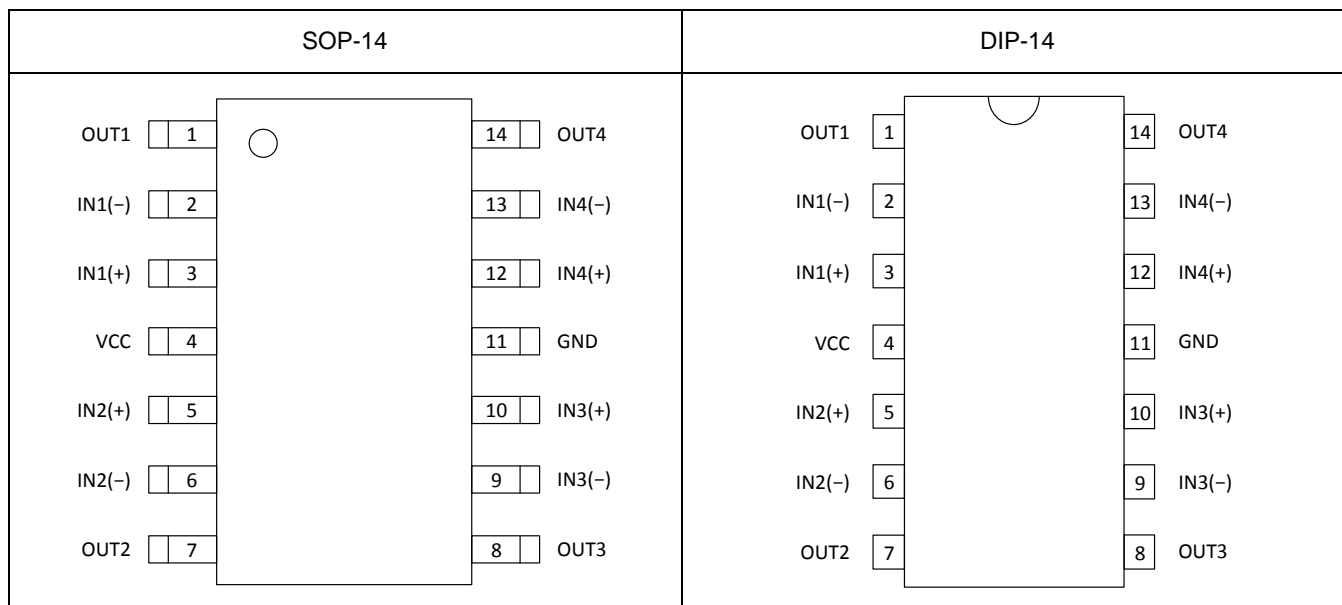 SOP-14
DIP-14
OUT1 1 14 OUT4
IN1(−) 2 13 IN4(−)
IN1(+) 3 12 IN4(+)
VCC 4 11 GND
IN2(+) 5 10 IN3(+)
IN2(−) 6 9 IN3(−)
OUT2 7 8 OUT3
OUT1 1 14 OUT4
IN1(−) 2 13 IN4(−)
IN1(+) 3 12 IN4(+)
VCC 4 11 GND
IN2(+) 5 10 IN3(+)
IN2(−) 6 9 IN3(−)
OUT2 7 8 OUT3